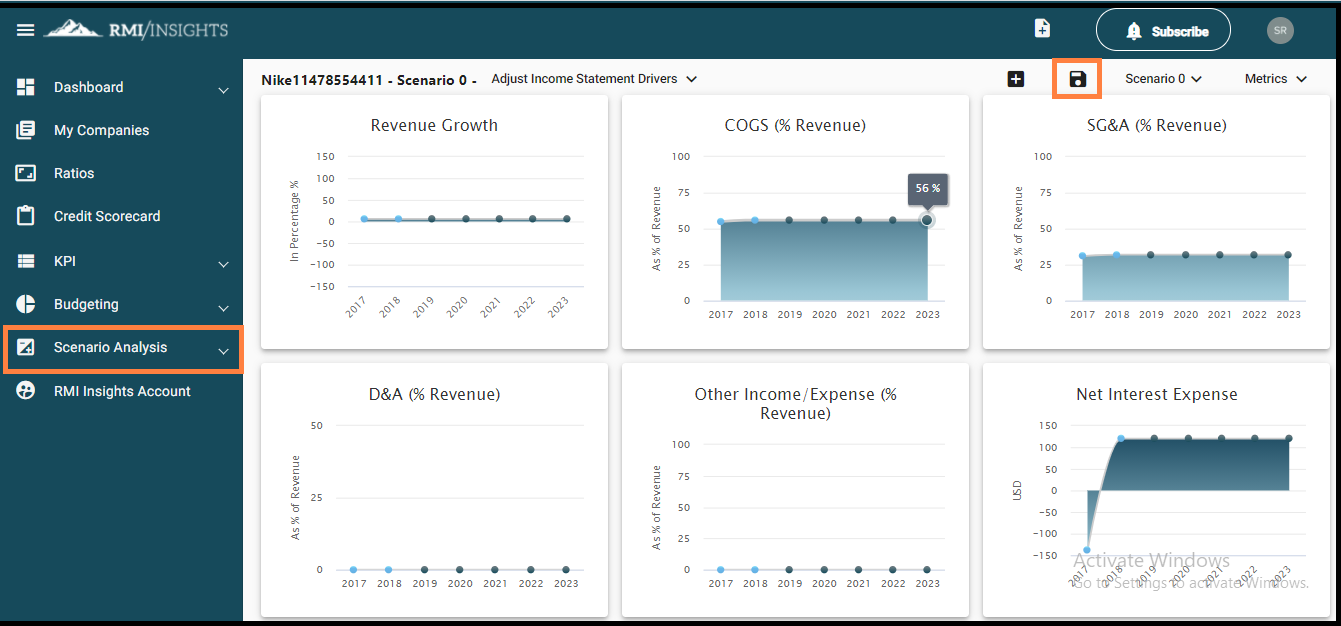 RMI/INSIGHTS
Subscribe
SR
Dashboard
My Companies
Ratios
Credit Scorecard
KPI
Budgeting
Scenario Analysis
RMI Insights Account
Nike11478554411 - Scenario 0 - Adjust Income Statement Drivers
Scenario 0 Metrics
Revenue Growth
In Percentage %
150
100
50
0
−50
−100
−150
2017 2018 2019 2020 2021 2022 2023
COGS (% Revenue)
As % of Revenue
100
75
50
25
0
56 %
2017 2018 2019 2020 2021 2022 2023
SG&A (% Revenue)
As % of Revenue
100
75
50
25
0
2017 2018 2019 2020 2021 2022 2023
D&A (% Revenue)
As % of Revenue
50
25
0
2017 2018 2019 2020 2021 2022 2023
Other Income/Expense (%
Revenue)
As % of Revenue
100
75
50
25
0
2017 2018 2019 2020 2021 2022 2023
Net Interest Expense
USD
150
100
50
0
−50
−100
−150
2017 2018 2019 2020 2021 2022 2023
Activate Windows
Go to Settings to activate Windows.